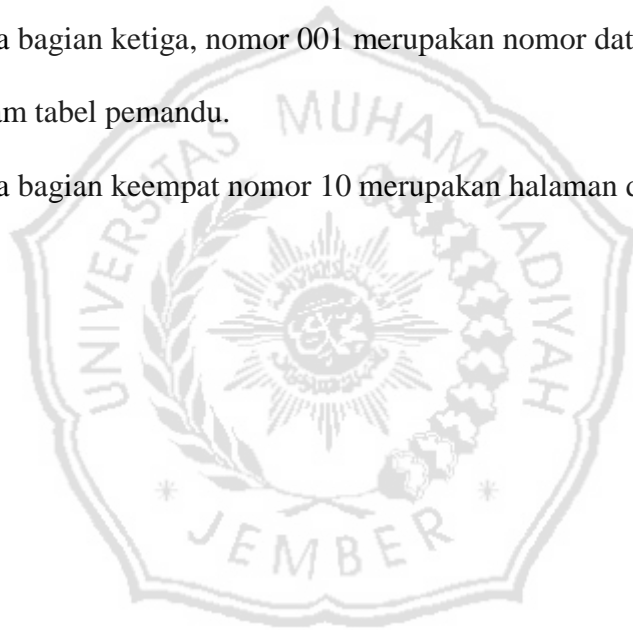 a bagian ketiga, nomor 001 merupakan nomor dat
am tabel pemandu.
a bagian keempat nomor 10 merupakan halaman d
UNIVERSITAS MUHAMMADIYAH
* JEMBER *